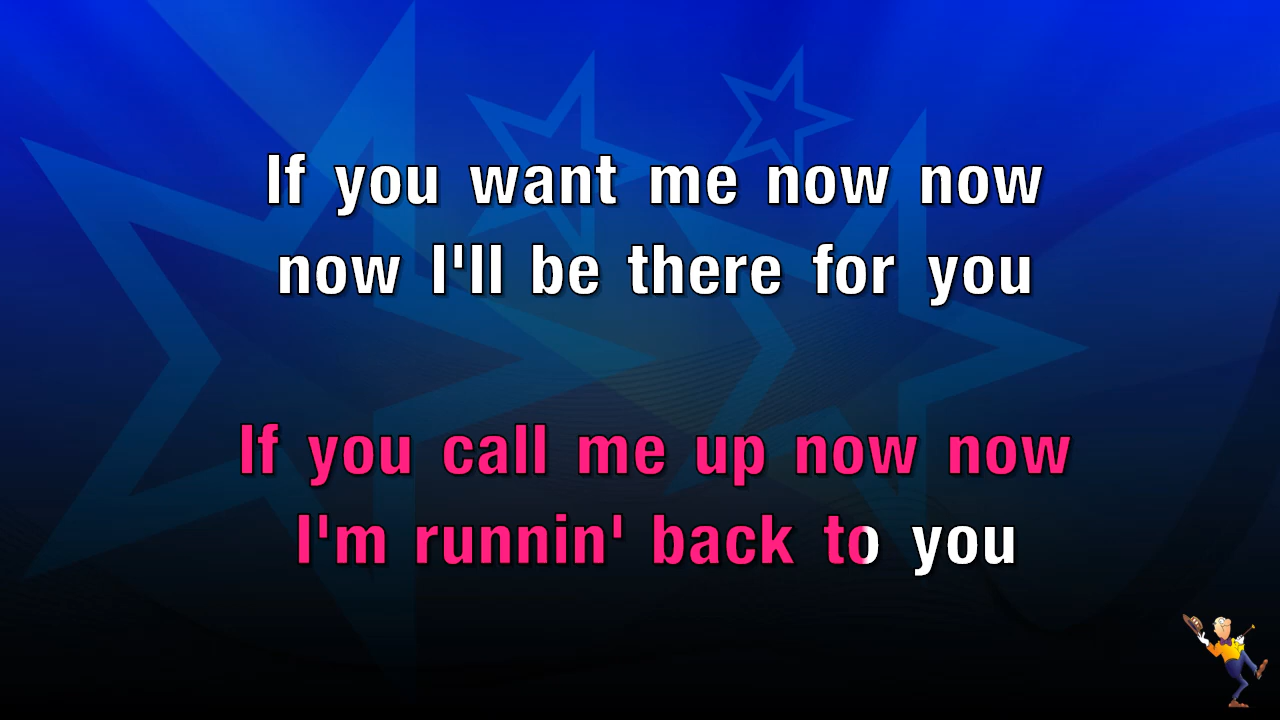 If you want me now now
now I'll be there for you
If you call me up now now
I'm runnin' back to you